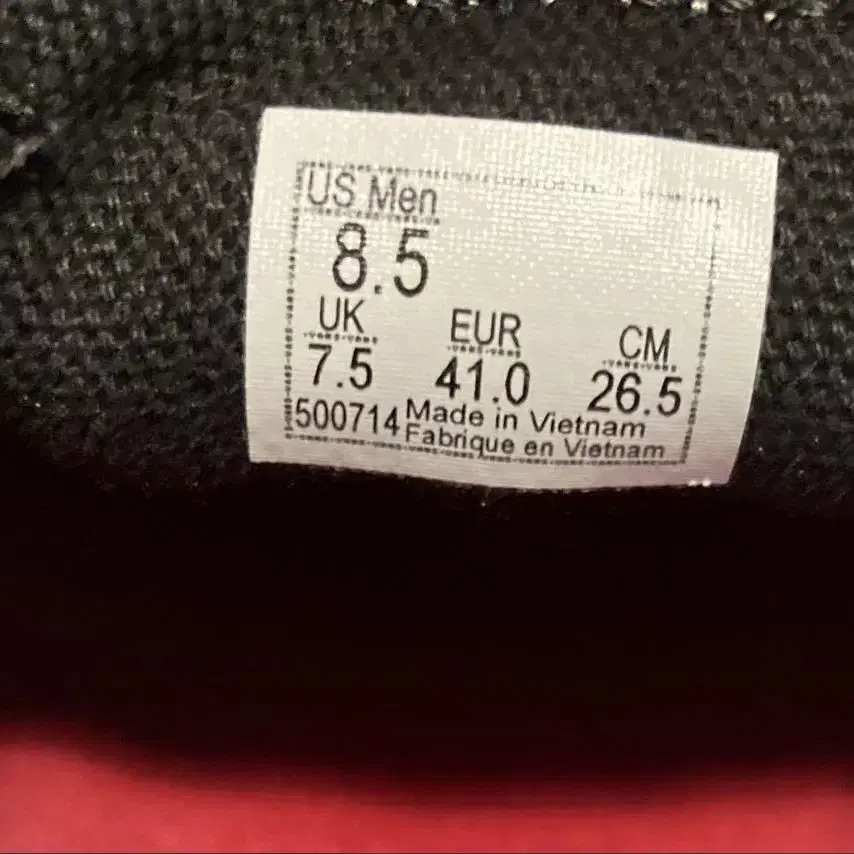 US Men
8.5
UK EUR CM
7.5 41.0 26.5
500714 Made in Vietnam
Fabrique en Vietnam